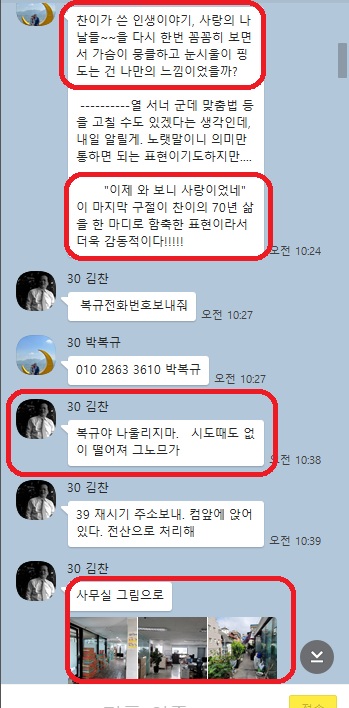 찬이가 쓴 인생이야기, 사랑의 나
날들~~을 다시 한번 꼼꼼히 보면
서 가슴이 뭉클하고 눈시울이 핑
도는 건 나만의 느낌이었을까?
----------열 서너 군데 맞춤법 등
을 고칠 수도 있겠다는 생각인데,
내일 알릴게. 노랫말이니 의미만
통하면 되는 표현이기도하지만....
"이제 와 보니 사랑이었네"
이 마지막 구절이 찬이의 70년 삶
을 한 마디로 함축한 표현이라서
더욱 감동적이다!!!!!
오전 10:24
30 김찬
복규전화번호보내줘
오전 10:27
30 박복규
010 2863 3610 박복규
오전 10:27
30 김찬
복규야 나울리지마. 시도때도 없
이 떨어져 그노므가
오전 10:38
30 김찬
39 재시기 주소보내. 컴앞에 앉어
있다. 전산으로 처리해
오전 10:39
30 김찬
사무실 그림으로